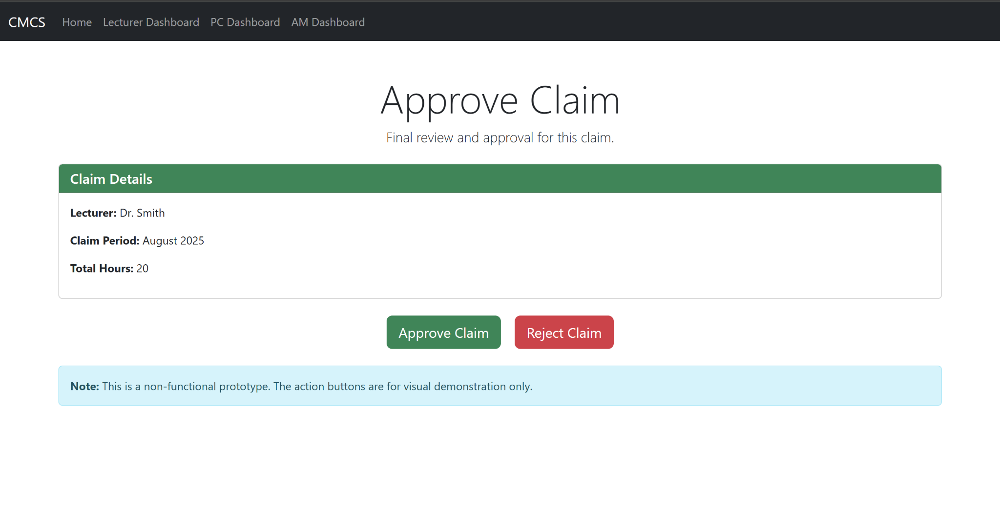 CMCS Home Lecturer Dashboard PC Dashboard AM Dashboard
Approve Claim
Final review and approval for this claim.
Claim Details
Lecturer: Dr. Smith
Claim Period: August 2025
Total Hours: 20
Approve Claim Reject Claim
Note: This is a non-functional prototype. The action buttons are for visual demonstration only.